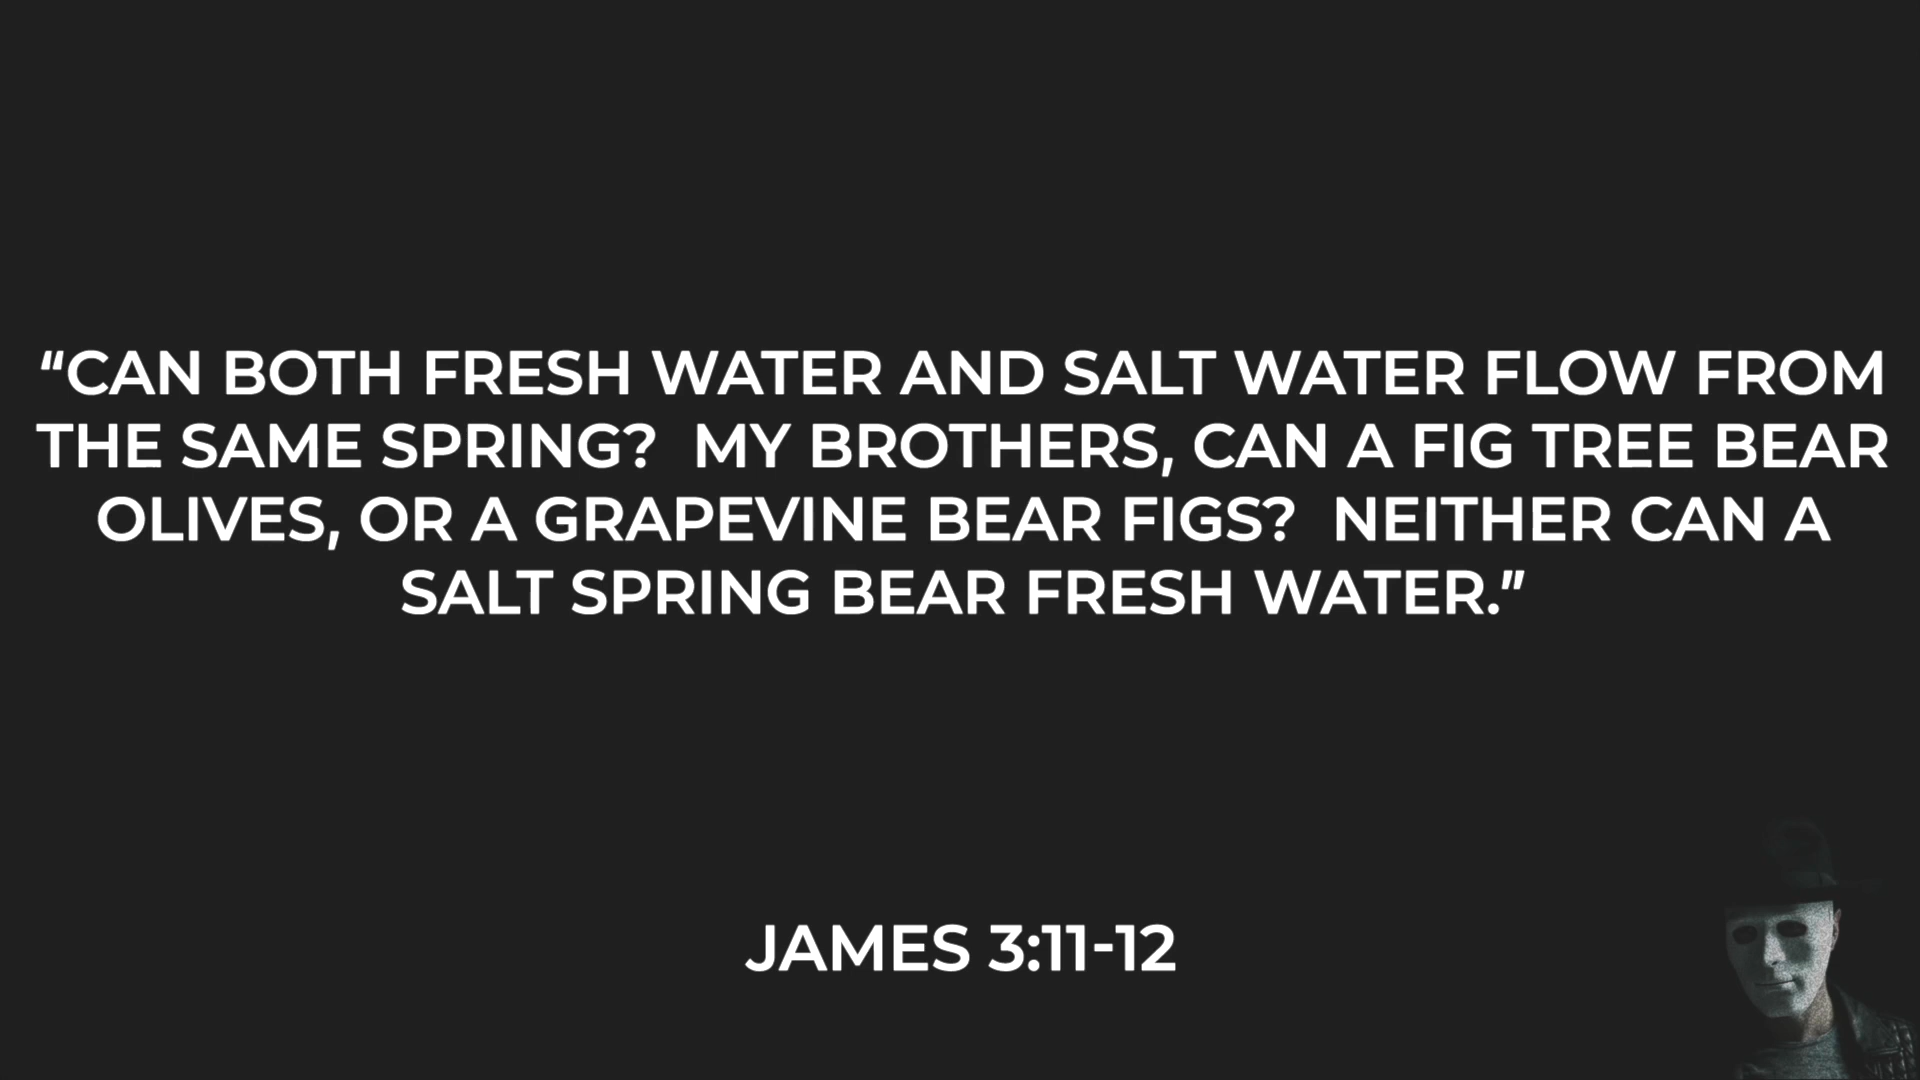 “CAN BOTH FRESH WATER AND SALT WATER FLOW FROM
THE SAME SPRING?  MY BROTHERS, CAN A FIG TREE BEAR
OLIVES, OR A GRAPEVINE BEAR FIGS?  NEITHER CAN A
SALT SPRING BEAR FRESH WATER.”
JAMES 3:11-12